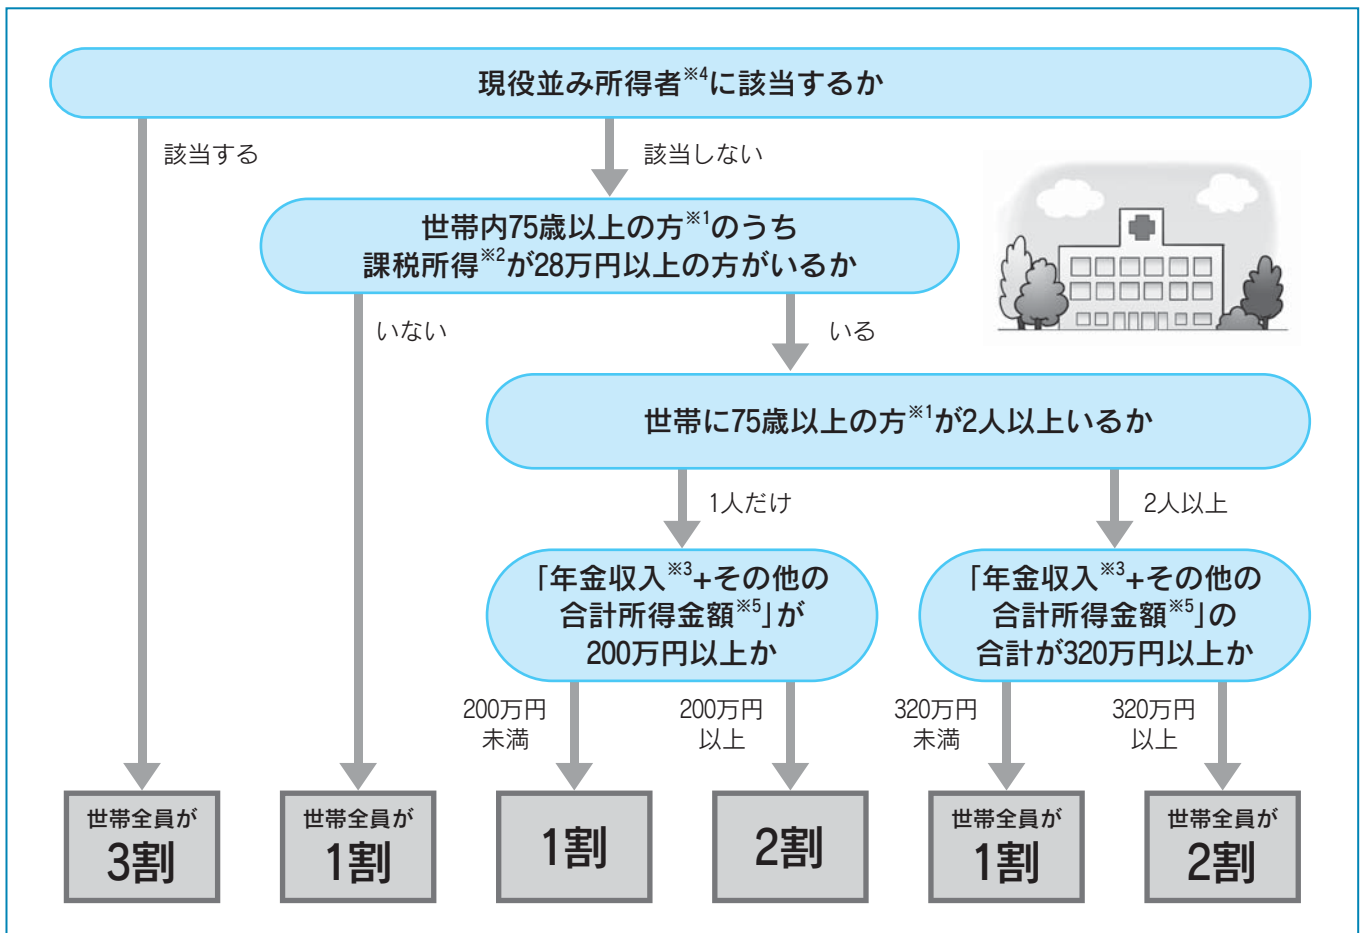 現役並み所得者※4に該当するか
該当する
該当しない
世帯内75歳以上の方※1のうち
課税所得※2が28万円以上の方がいるか
いない
いる
世帯に75歳以上の方※1が2人以上いるか
1人だけ
2人以上
「年金収入※3+その他の
合計所得金額※5」が
200万円以上か
「年金収入※3+その他の
合計所得金額※5」の
合計が320万円以上か
200万円
未満
200万円
以上
320万円
未満
320万円
以上
世帯全員が
3割
世帯全員が
1割
1割
2割
世帯全員が
1割
世帯全員が
2割